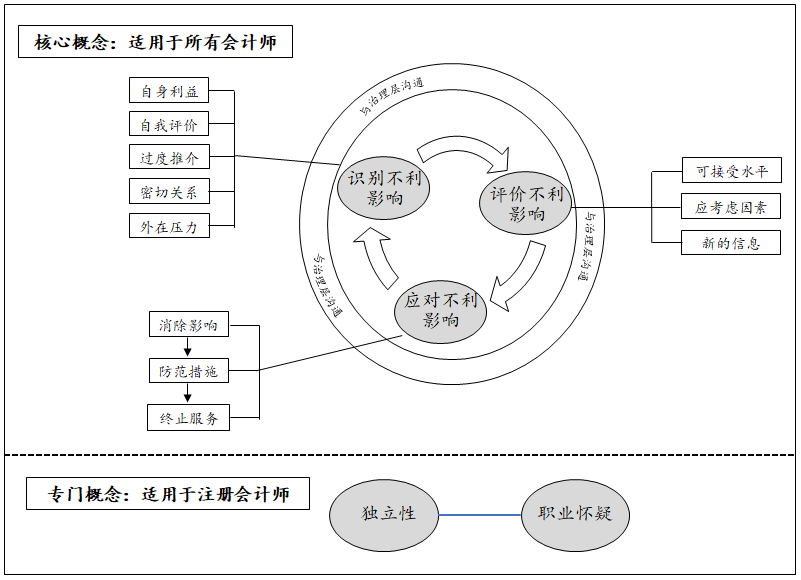 核心概念：适用于所有会计师
自身利益
自我评价
过度推介
密切关系
外在压力
与治理层沟通
识别不利
影响
评价不利
影响
可接受水平
应考虑因素
新的信息
与治理层沟通
与治理层沟通
应对不利
影响
消除影响
防范措施
终止服务
专门概念：适用于注册会计师
独立性
职业怀疑